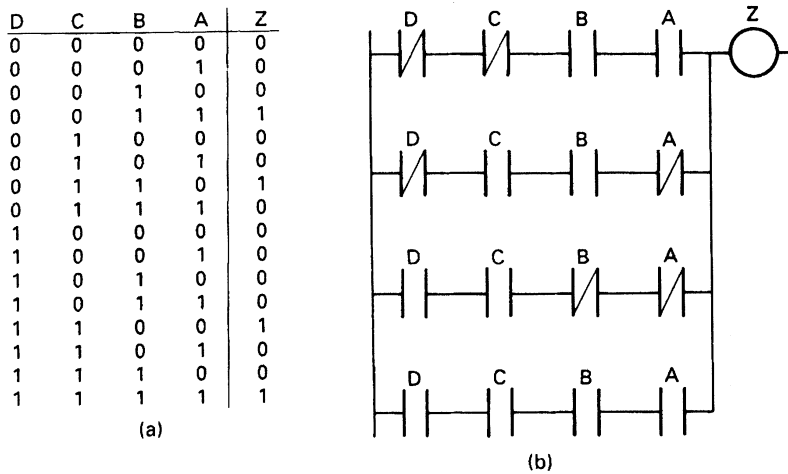 D C B A Z
0 0 0 0 0
0 0 0 1 0
0 0 1 0 0
0 0 1 1 1
0 1 0 0 0
0 1 0 1 0
0 1 1 0 1
0 1 1 1 0
1 0 0 0 0
1 0 0 1 0
1 0 1 0 0
1 0 1 1 0
1 1 0 0 1
1 1 0 1 0
1 1 1 0 0
1 1 1 1 1
(a)
Z
D C B A
D C B A
D C B A
D C B A
(b)